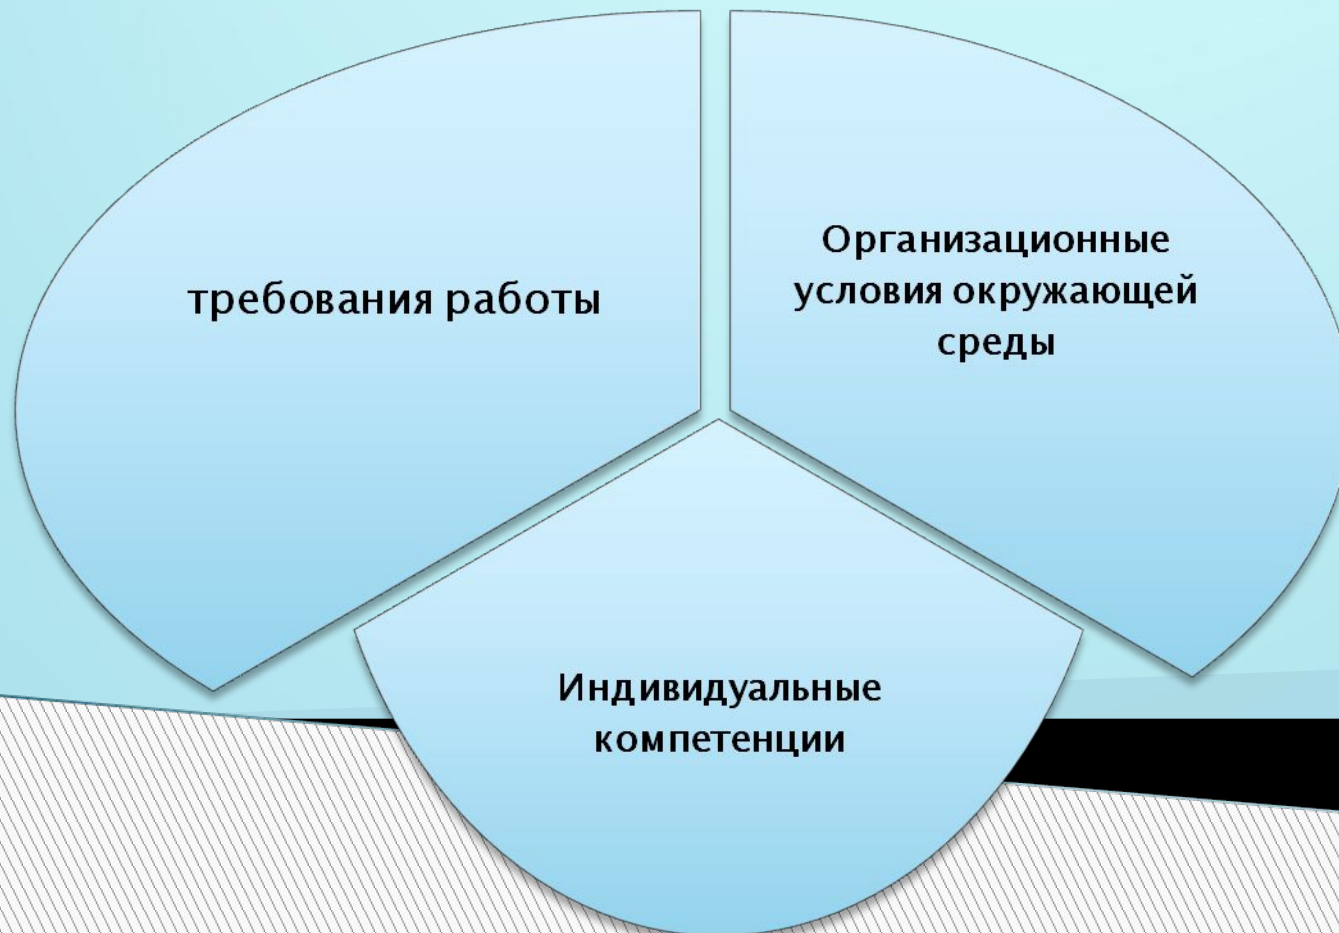 требования работы
Организационные
условия окружающей
среды
Индивидуальные
компетенции